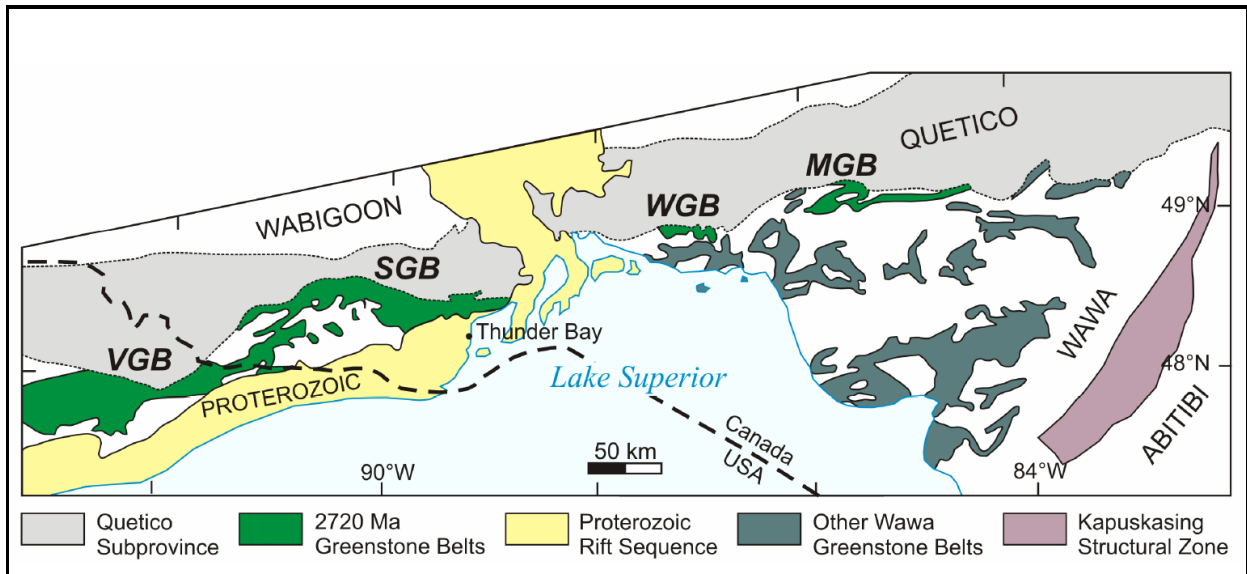 QUETICO
MGB
WABIGOON
WGB
49°N
SGB
Thunder Bay
VGB
WAWA
48°N
Lake Superior
PROTEROZOIC
ABITIBI
Canada
USA
50 km
90°W
84°W
Quetico
Subprovince
2720 Ma
Greenstone Belts
Proterozoic
Rift Sequence
Other Wawa
Greenstone Belts
Kapuskasing
Structural Zone